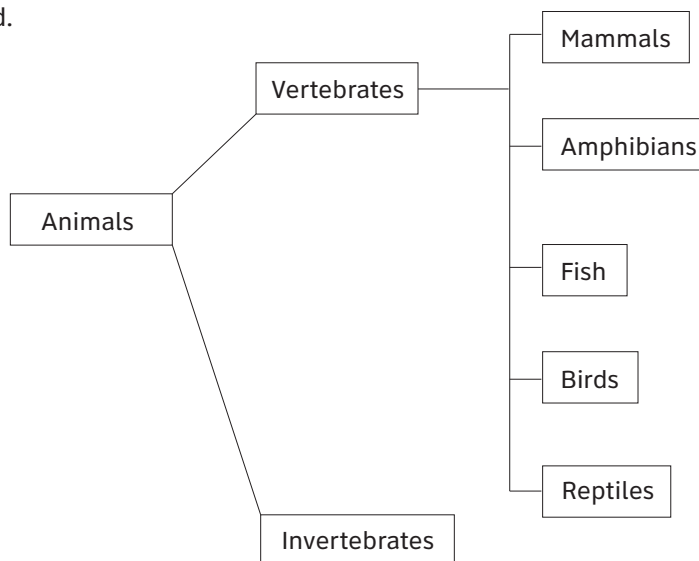 d.
Mammals
Vertebrates
Amphibians
Animals
Fish
Birds
Reptiles
Invertebrates